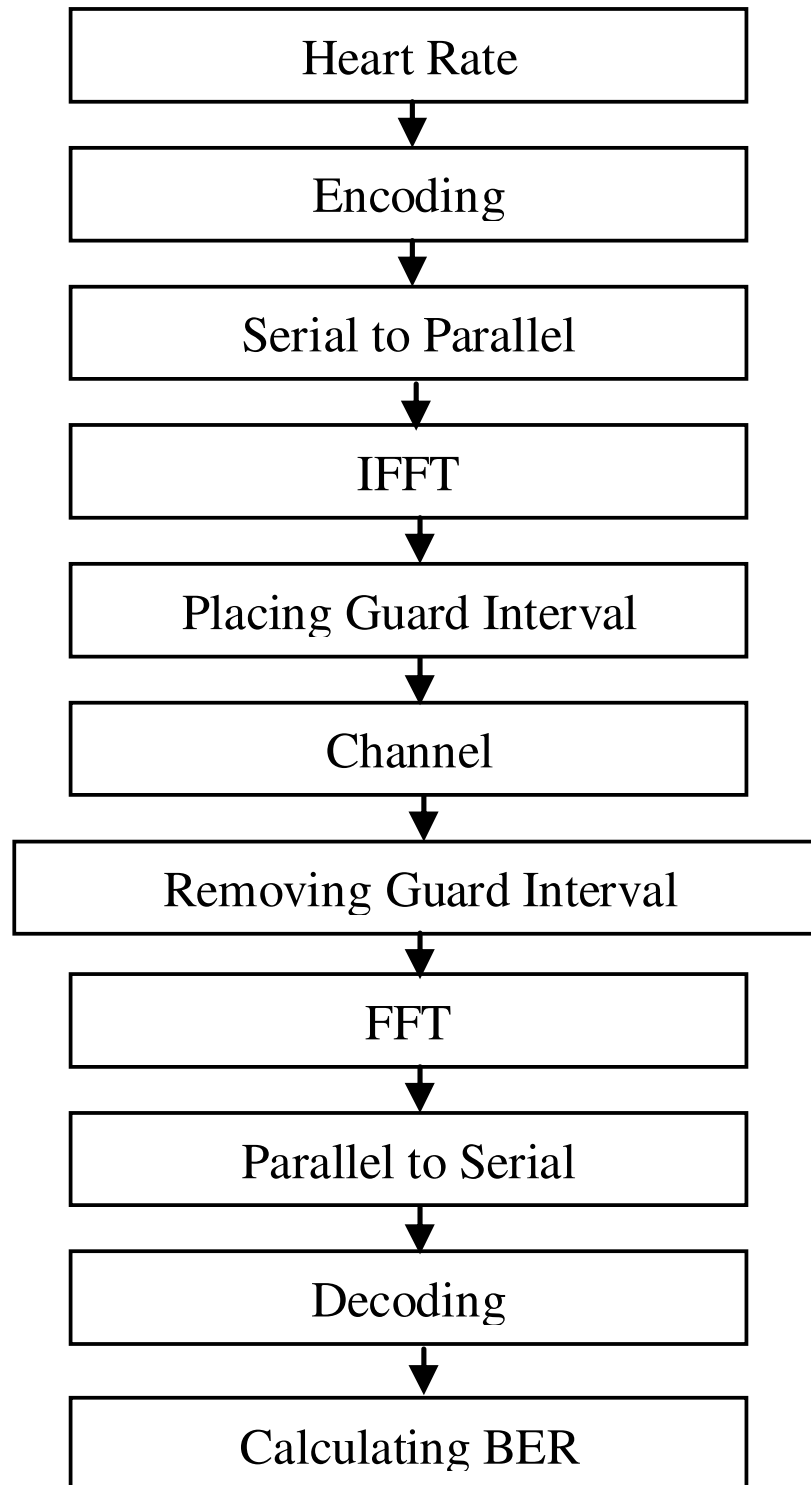 Heart Rate
Encoding
Serial to Parallel
IFFT
Placing Guard Interval
Channel
Removing Guard Interval
FFT
Parallel to Serial
Decoding
Calculating BER